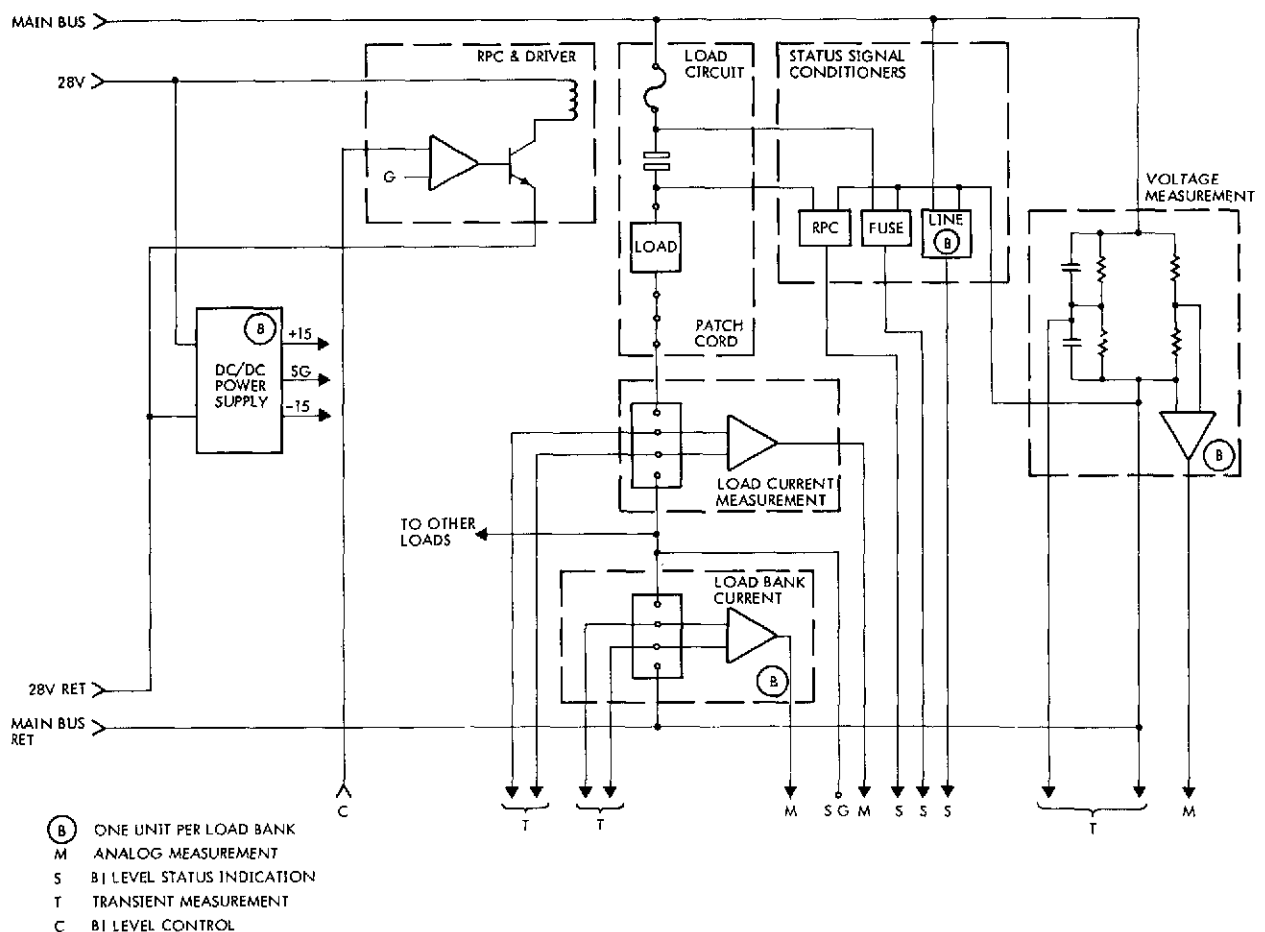 MAIN BUS
RPC & DRIVER
LOAD
CIRCUIT
STATUS SIGNAL
CONDITIONERS
28V
G
VOLTAGE
MEASUREMENT
RPC
FUSE
LINE
B
LOAD
PATCH
CORD
B
+15
DC/DC
POWER
SUPPLY
SG
-15
B
LOAD CURRENT
MEASUREMENT
TO OTHER
LOADS
LOAD BANK
CURRENT
B
28V RET
MAIN BUS
RET
C
T
T
M
SG
M
S
S
S
T
M
B ONE UNIT PER LOAD BANK
M ANALOG MEASUREMENT
S BI LEVEL STATUS INDICATION
T TRANSIENT MEASUREMENT
C BI LEVEL CONTROL